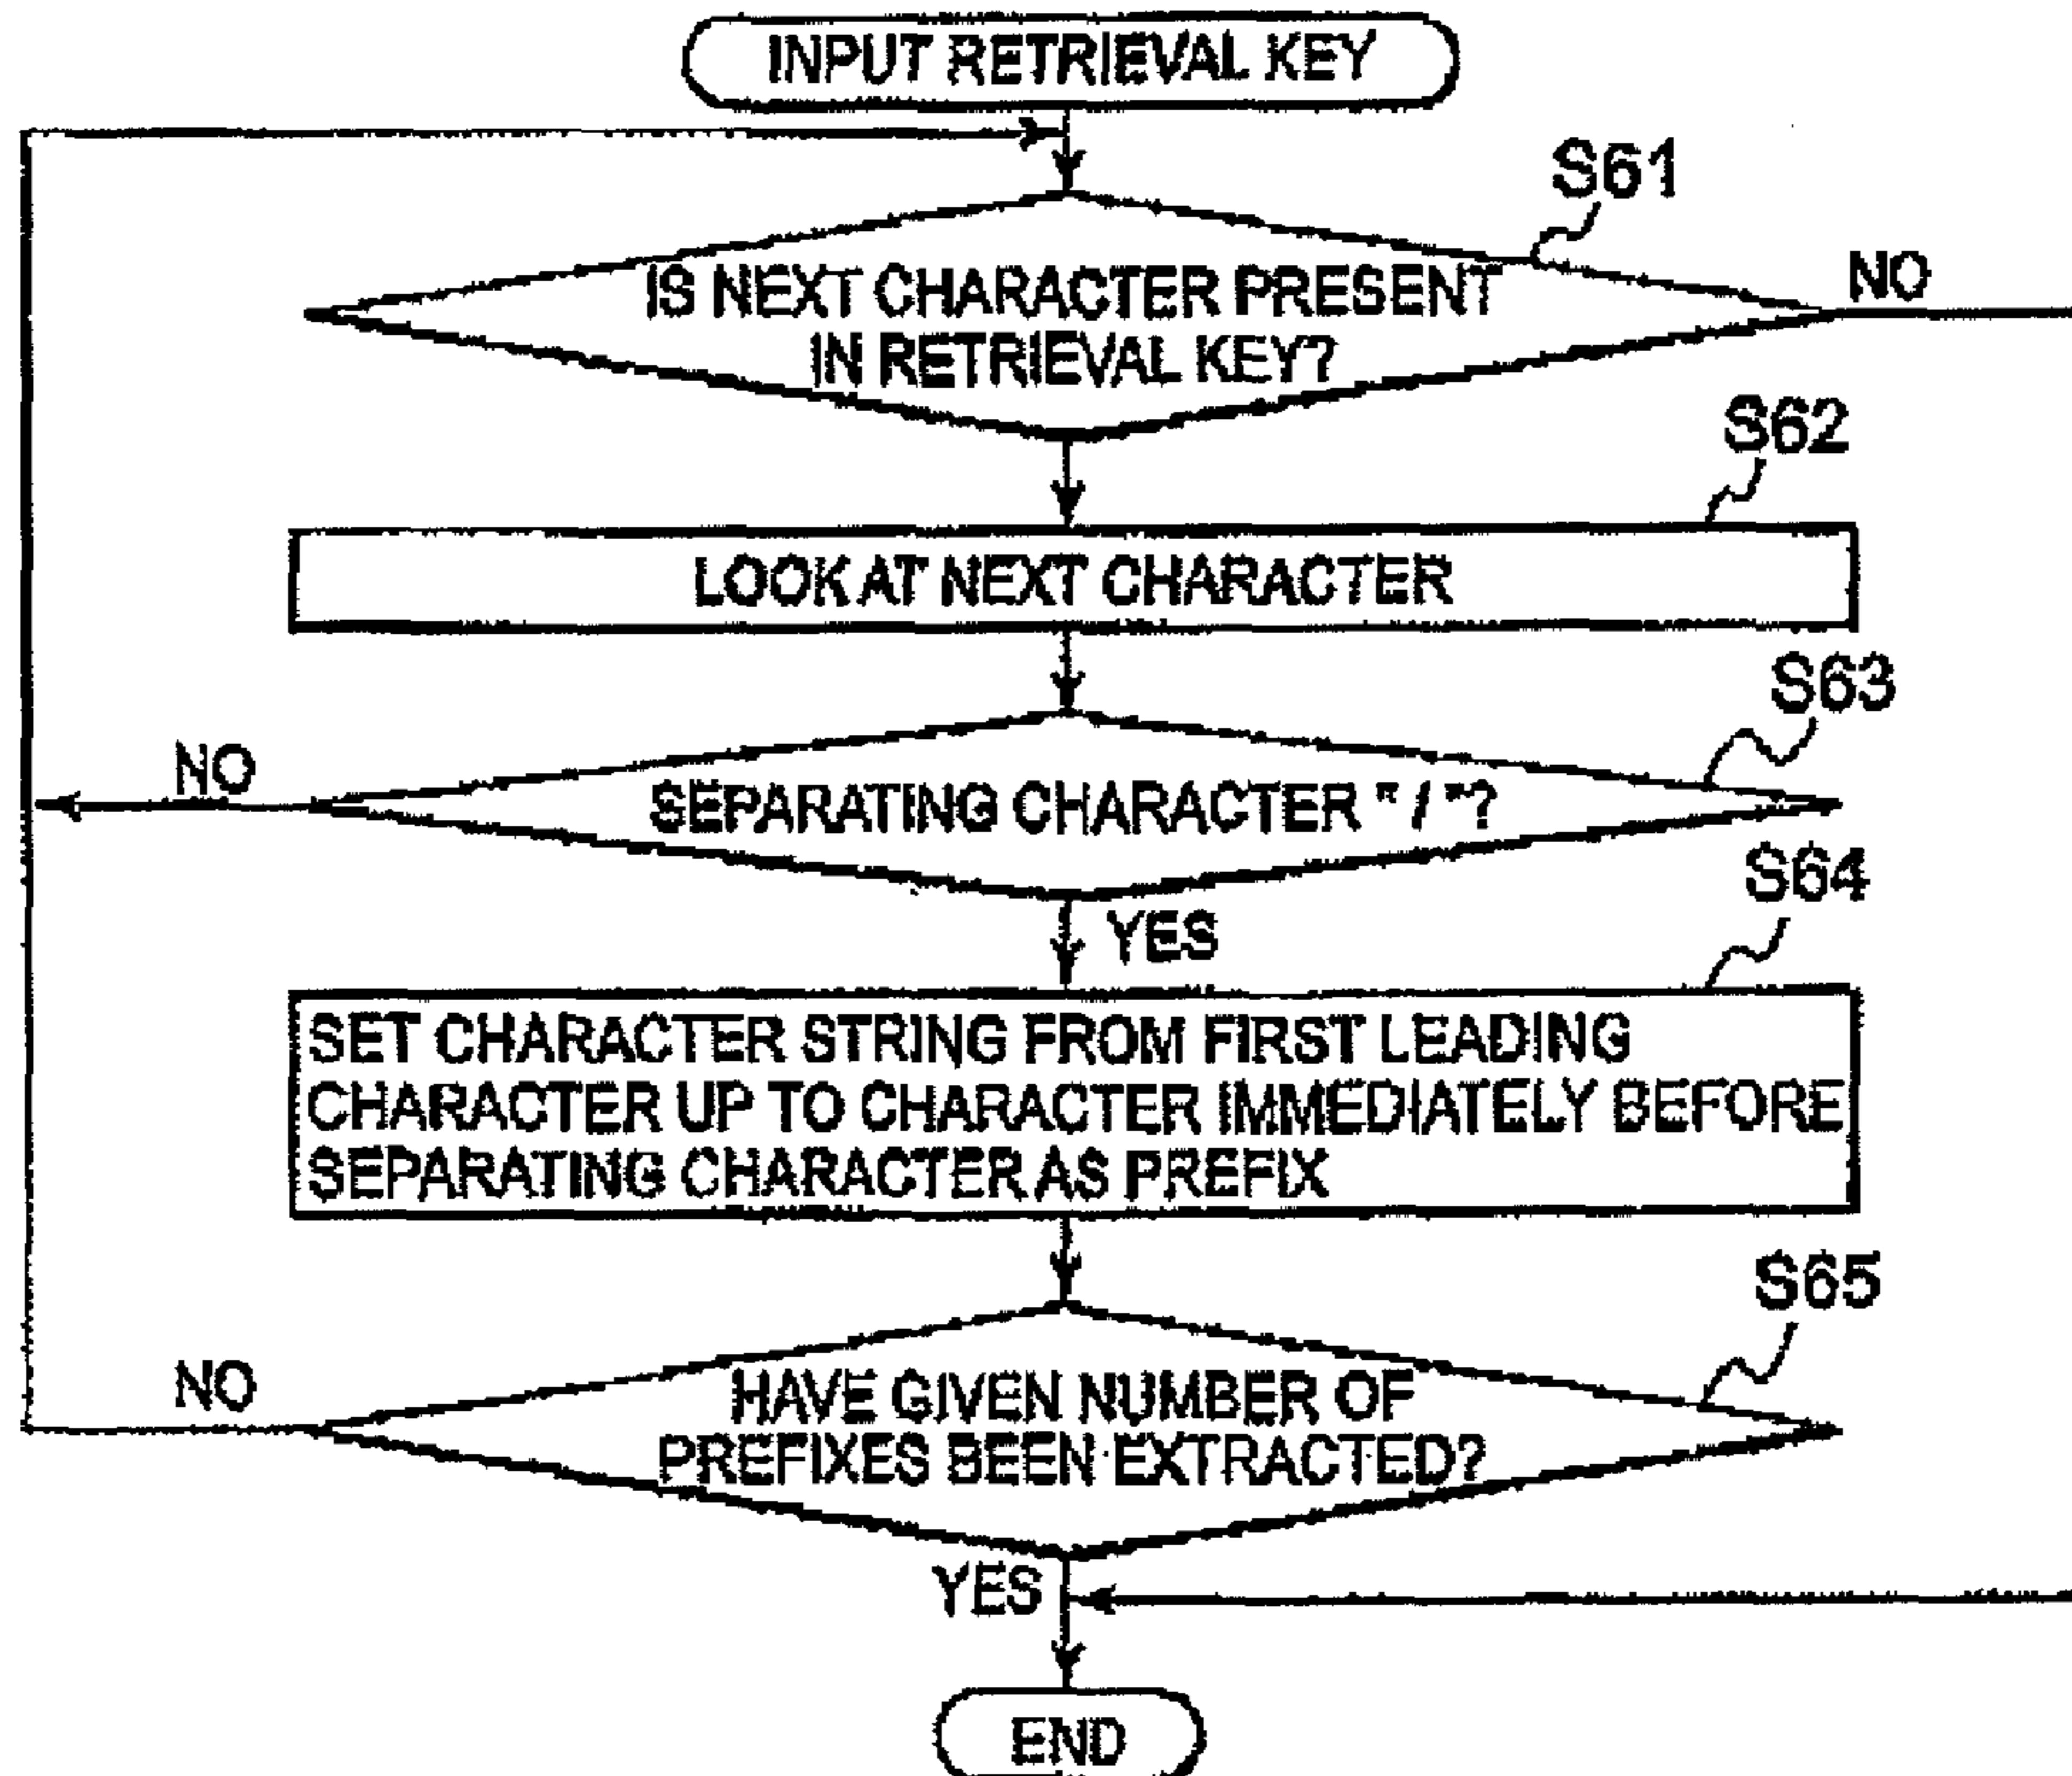 INPUT RETRIEVAL KEY
S61
IS NEXT CHARACTER PRESENT
IN RETRIEVAL KEY?
NO
S62
LOOK AT NEXT CHARACTER
S63
NO
SEPARATING CHARACTER "/"?
S64
YES
SET CHARACTER STRING FROM FIRST LEADING
CHARACTER UP TO CHARACTER IMMEDIATELY BEFORE
SEPARATING CHARACTER AS PREFIX
S65
NO
HAVE GIVEN NUMBER OF
PREFIXES BEEN EXTRACTED?
YES
END